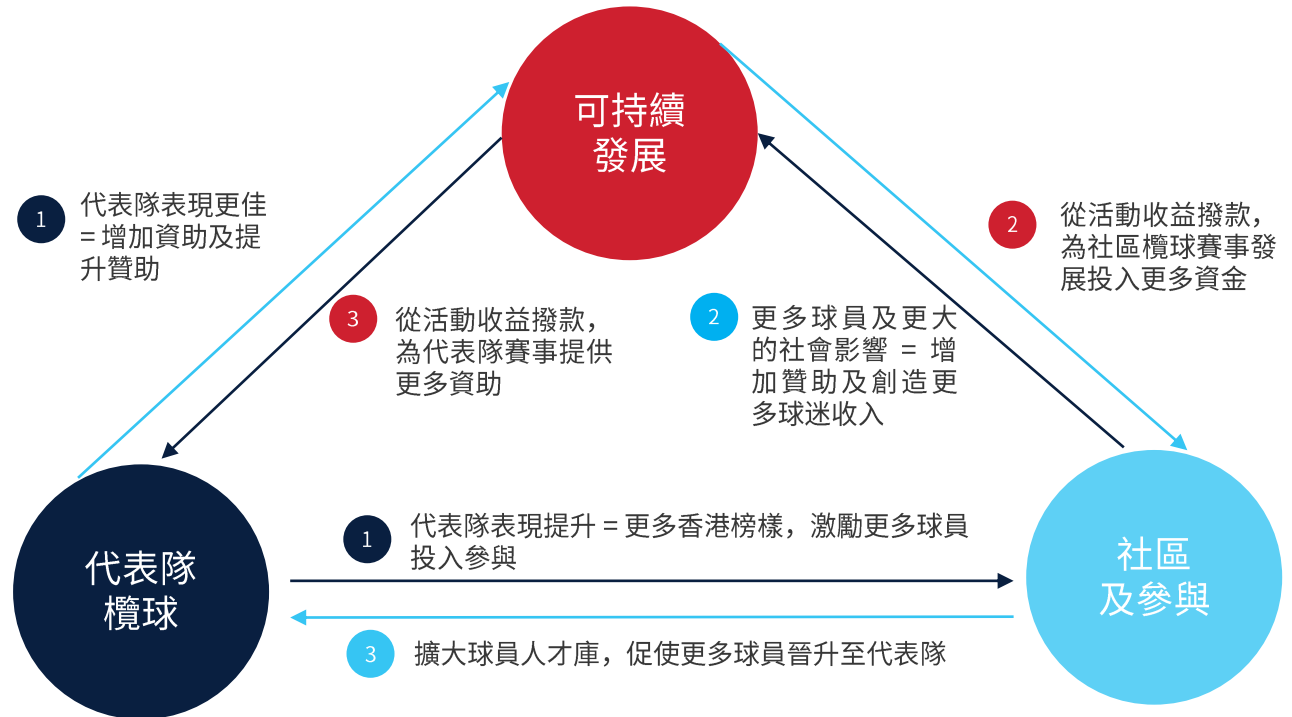 可持續
發展
1
代表隊表現更佳
= 增加資助及提
升贊助
2
從活動收益撥款，
為社區欖球賽事發
展投入更多資金
3
從活動收益撥款，
為代表隊賽事提供
更多資助
2
更多球員及更大
的社會影響 = 增
加贊助及創造更
多球迷收入
代表隊
欖球
1
代表隊表現提升 = 更多香港榜樣，激勵更多球員
投入參與
3
擴大球員人才庫，促使更多球員晉升至代表隊
社區
及參與